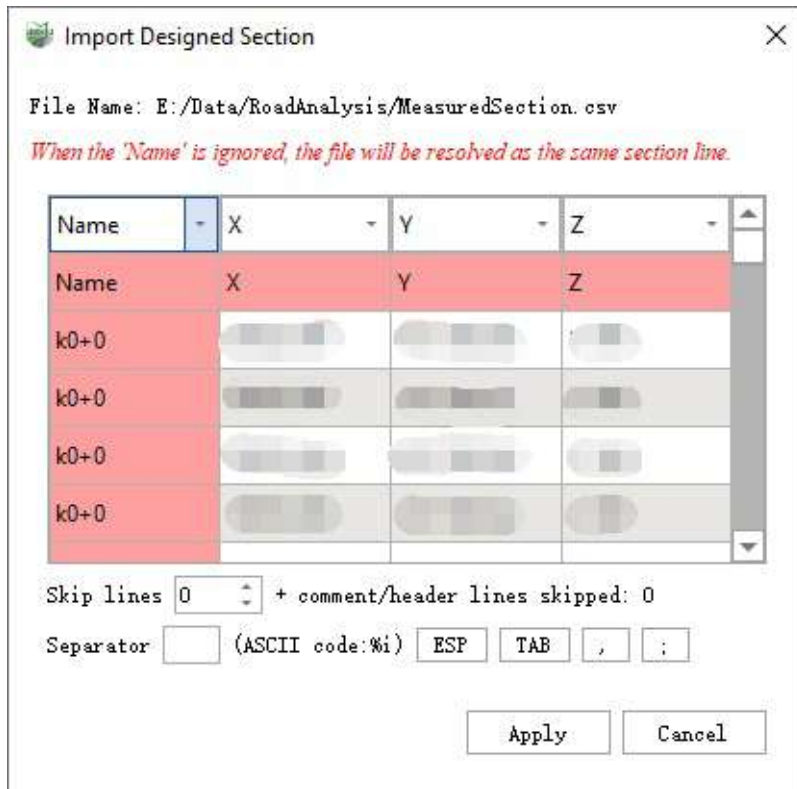 Import Designed Section
File Name: E:/Data/RoadAnalysis/MeasuredSection.csv
When the 'Name' is ignored, the file will be resolved as the same section line.
Name X Y Z
Name X Y Z
k0+0
k0+0
k0+0
k0+0
Skip lines 0 + comment/header lines skipped: 0
Separator (ASCII code:%i) ESP TAB , ;
Apply Cancel